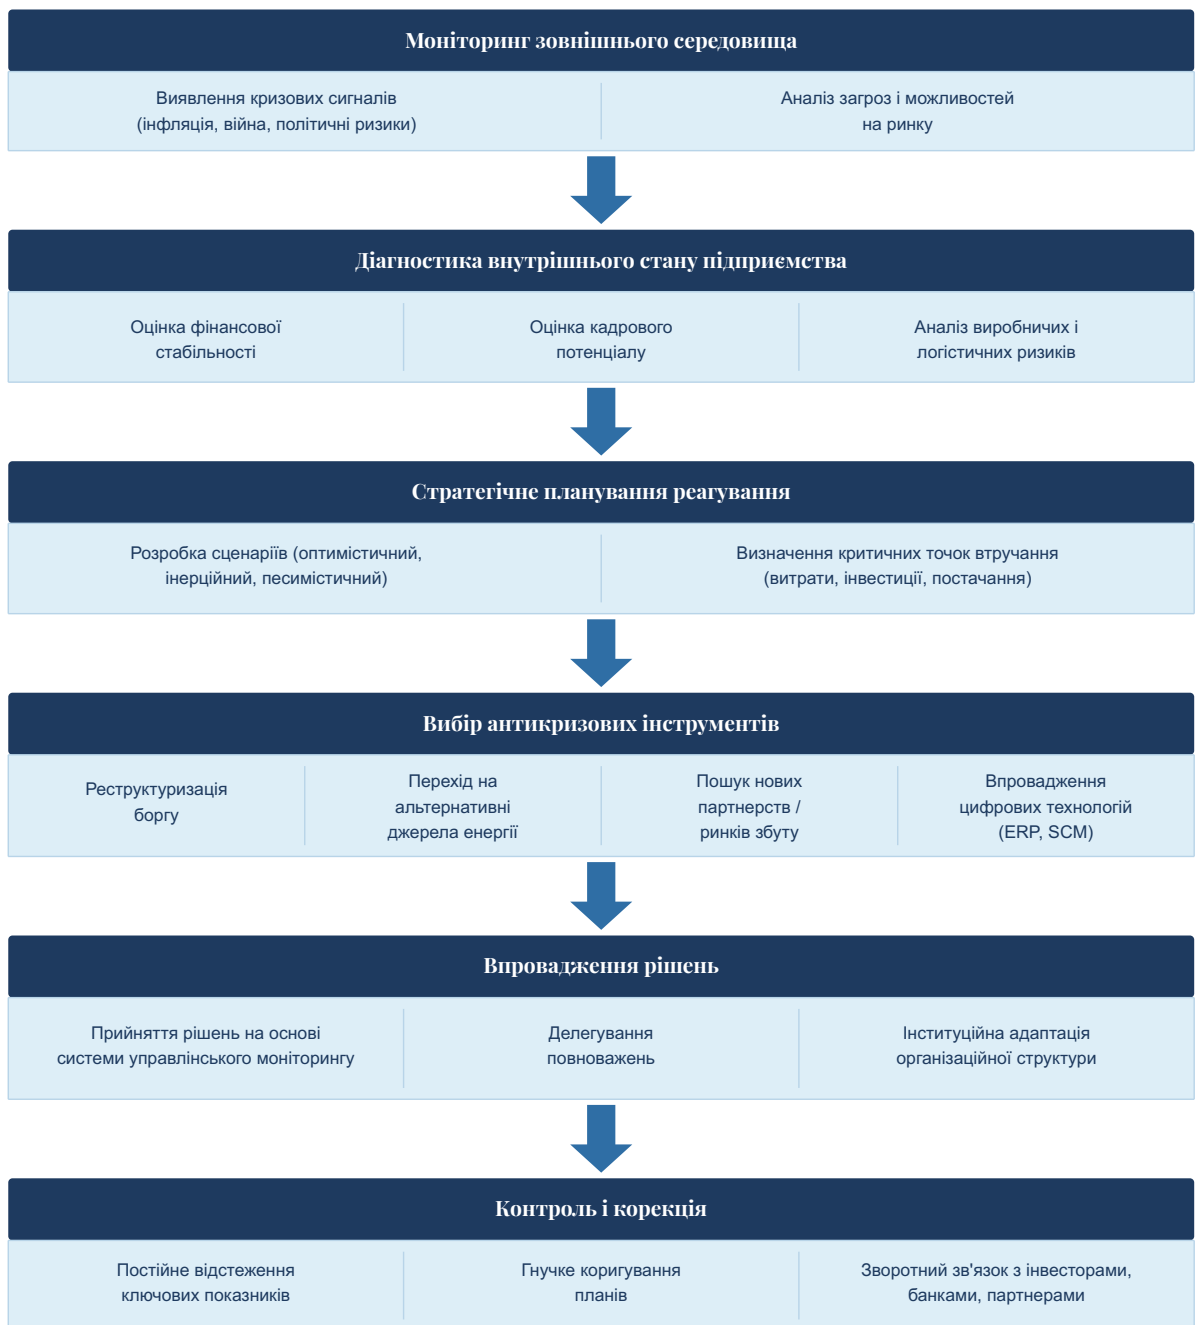 Моніторинг зовнішнього середовища
Виявлення кризових сигналів
(інфляція, війна, політичні ризики)
Аналіз загроз і можливостей
на ринку
Діагностика внутрішнього стану підприємства
Оцінка фінансової
стабільності
Оцінка кадрового
потенціалу
Аналіз виробничих і
логістичних ризиків
Стратегічне планування реагування
Розробка сценаріїв (оптимістичний,
інерційний, песимістичний)
Визначення критичних точок втручання
(витрати, інвестиції, постачання)
Вибір антикризових інструментів
Реструктуризація
боргу
Перехід на
альтернативні
джерела енергії
Пошук нових
партнерств /
ринків збуту
Впровадження
цифрових технологій
(ERP, SCM)
Впровадження рішень
Прийняття рішень на основі
системи управлінського моніторингу
Делегування
повноважень
Інституційна адаптація
організаційної структури
Контроль і корекція
Постійне відстеження
ключових показників
Гнучке коригування
планів
Зворотний зв'язок з інвесторами,
банками, партнерами